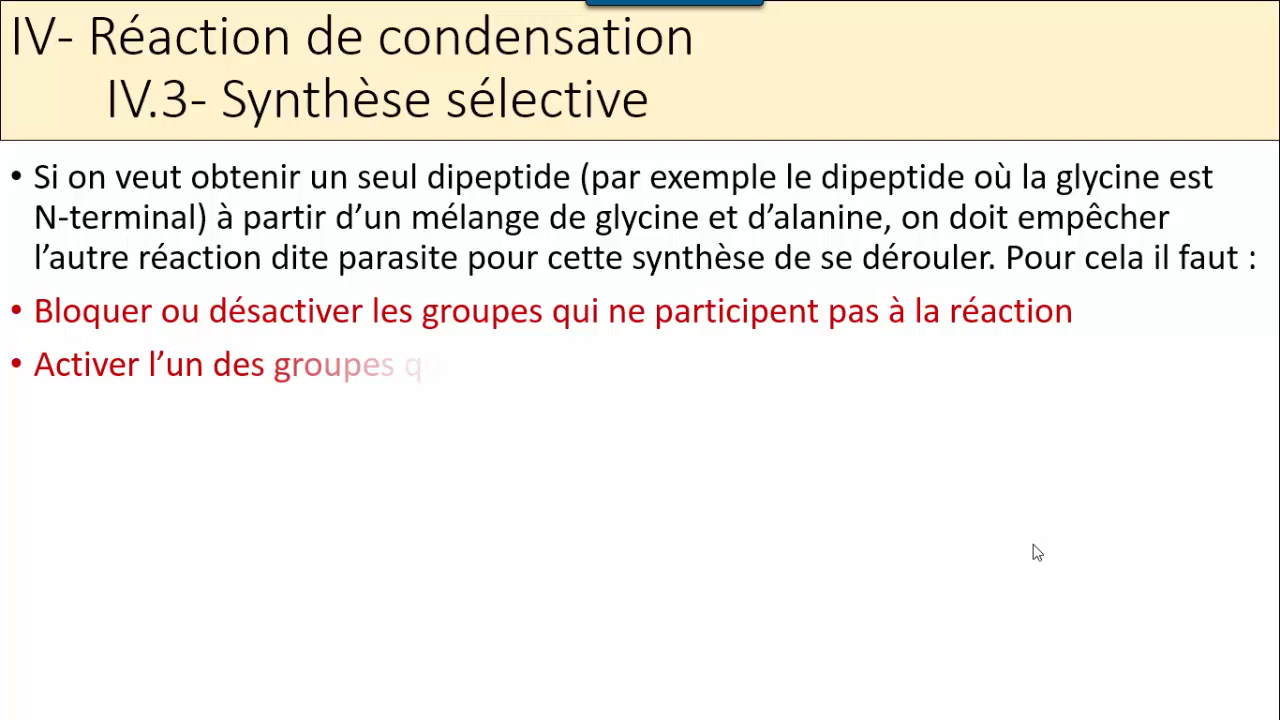 IV- Réaction de condensation
IV.3- Synthèse sélective
• Si on veut obtenir un seul dipeptide (par exemple le dipeptide où la glycine est
N-terminal) à partir d’un mélange de glycine et d’alanine, on doit empêcher
l’autre réaction dite parasite pour cette synthèse de se dérouler. Pour cela il faut :
• Bloquer ou désactiver les groupes qui ne participent pas à la réaction
• Activer l’un des groupes